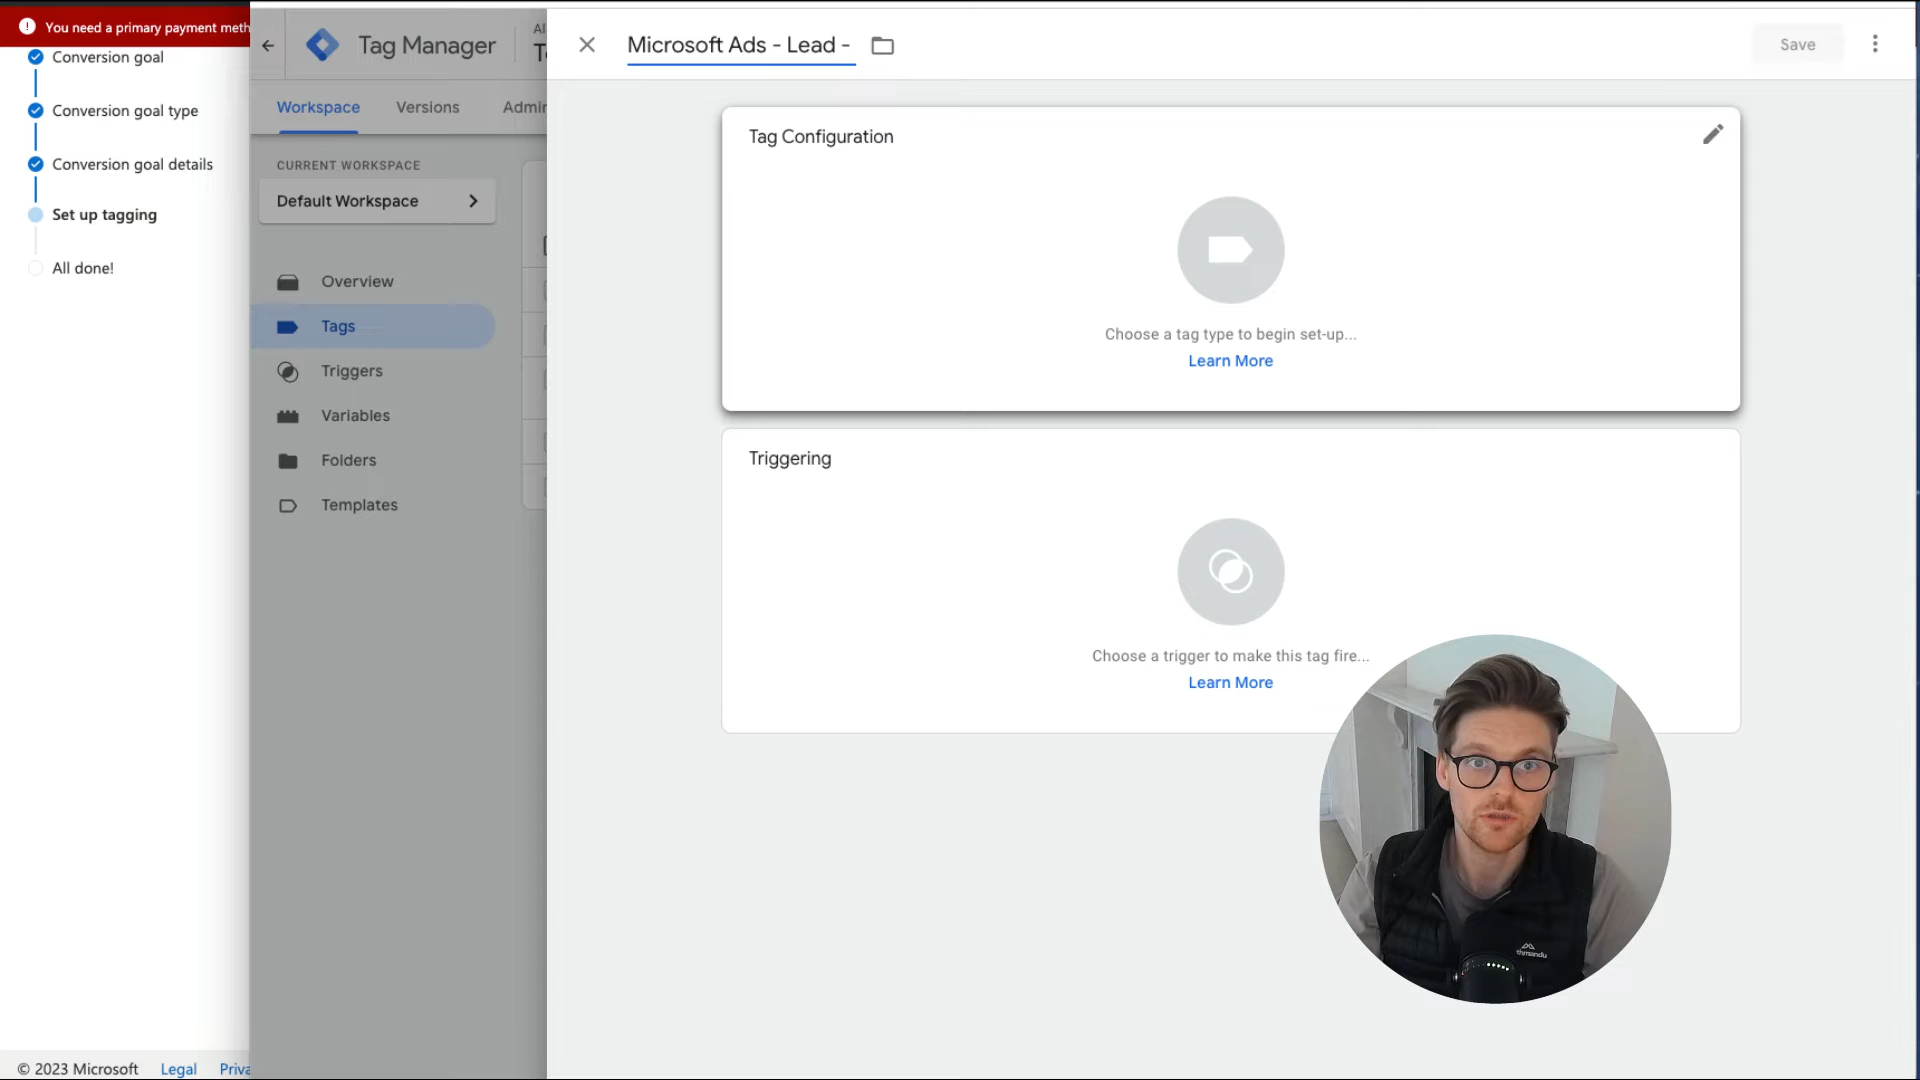 You need a primary payment meth
Conversion goal
Conversion goal type
Conversion goal details
Set up tagging
All done!
© 2023 Microsoft Legal Priva
Tag Manager
Al
Te
Workspace Versions Admin
CURRENT WORKSPACE
Default Workspace
Overview
Tags
Triggers
Variables
Folders
Templates
Microsoft Ads - Lead -
Save
Tag Configuration
Choose a tag type to begin set-up...
Learn More
Triggering
Choose a trigger to make this tag fire...
Learn More